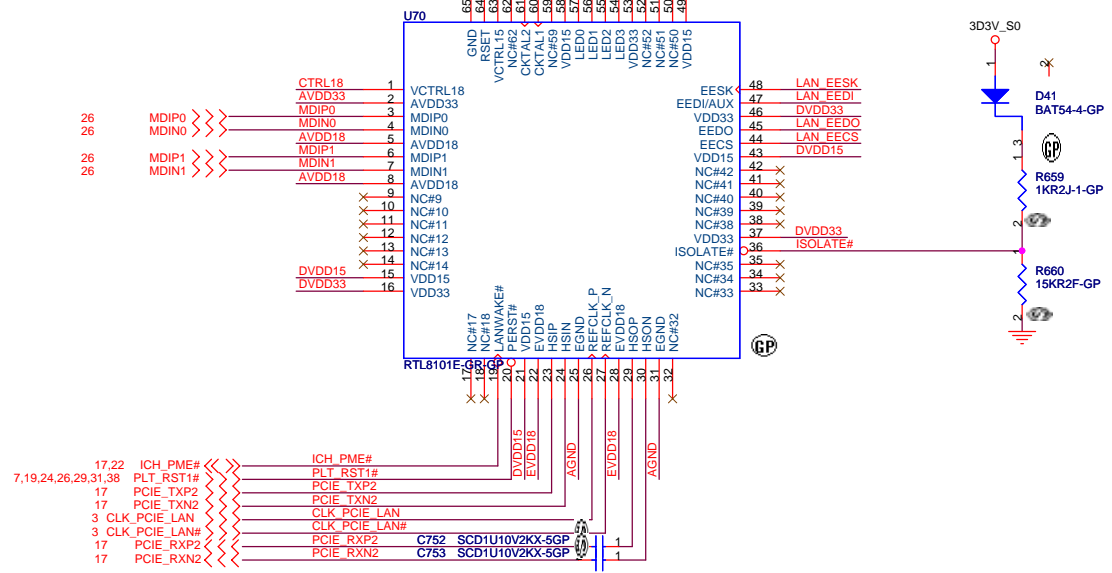 65 64 63 62 61 60 59 58 57 56 55 54 53 52 51 50 49
U70
GND RSET VCTRL15 NC#62 CKTAL2 CKTAL1 NC#59 VDD15 LED0 LED1 LED2 LED3 VDD33 NC#52 NC#51 NC#50 VDD15
3D3V_S0
1 2
D41
BAT54-4-GP
3
GP
1
R659
1KR2J-1-GP
2
1
R660
15KR2F-GP
2
CTRL18 1 VCTRL18
AVDD33 2 AVDD33
26 MDIP0 3 MDIP0
26 MDIN0 4 MDIN0
AVDD18 5 AVDD18
26 MDIP1 MDIP1 6 MDIP1
26 MDIN1 MDIN1 7 MDIN1
AVDD18 8 AVDD18
9 NC#9
10 NC#10
11 NC#11
12 NC#12
13 NC#13
14 NC#14
DVDD15 15 VDD15
DVDD33 16 VDD33
MDIP0
MDIN0
EESK 48 LAN_EESK
EEDI/AUX 47 LAN_EEDI
VDD33 46 DVDD33
EEDO 45 LAN_EEDO
EECS 44 LAN_EECS
VDD15 43 DVDD15
NC#42 42
NC#41 41
NC#40 40
NC#39 39
NC#38 38
VDD33 37 DVDD33
ISOLATE# 36 ISOLATE#
NC#35 35
NC#34 34
NC#33 33
NC#17 NC#18 LANWAKE# PERST# VDD15 EVDD18 HSIP HSIN EGND REFCLK_P REFCLK_N EVDD18 HSOP HSON EGND NC#32
GP
RTL8101E-GR-GP
17 18 19 20 21 22 23 24 25 26 27 28 29 30 31 32
DVDD15 EVDD18 AGND EVDD18 AGND
17,22 ICH_PME# ICH_PME#
7,19,24,26,29,31,38 PLT_RST1# PLT_RST1#
17 PCIE_TXP2 PCIE_TXP2
17 PCIE_TXN2 PCIE_TXN2
3 CLK_PCIE_LAN CLK_PCIE_LAN
3 CLK_PCIE_LAN# CLK_PCIE_LAN#
17 PCIE_RXP2 PCIE_RXP2 C752 SCD1U10V2KX-5GP 1
17 PCIE_RXN2 PCIE_RXN2 C753 SCD1U10V2KX-5GP 1